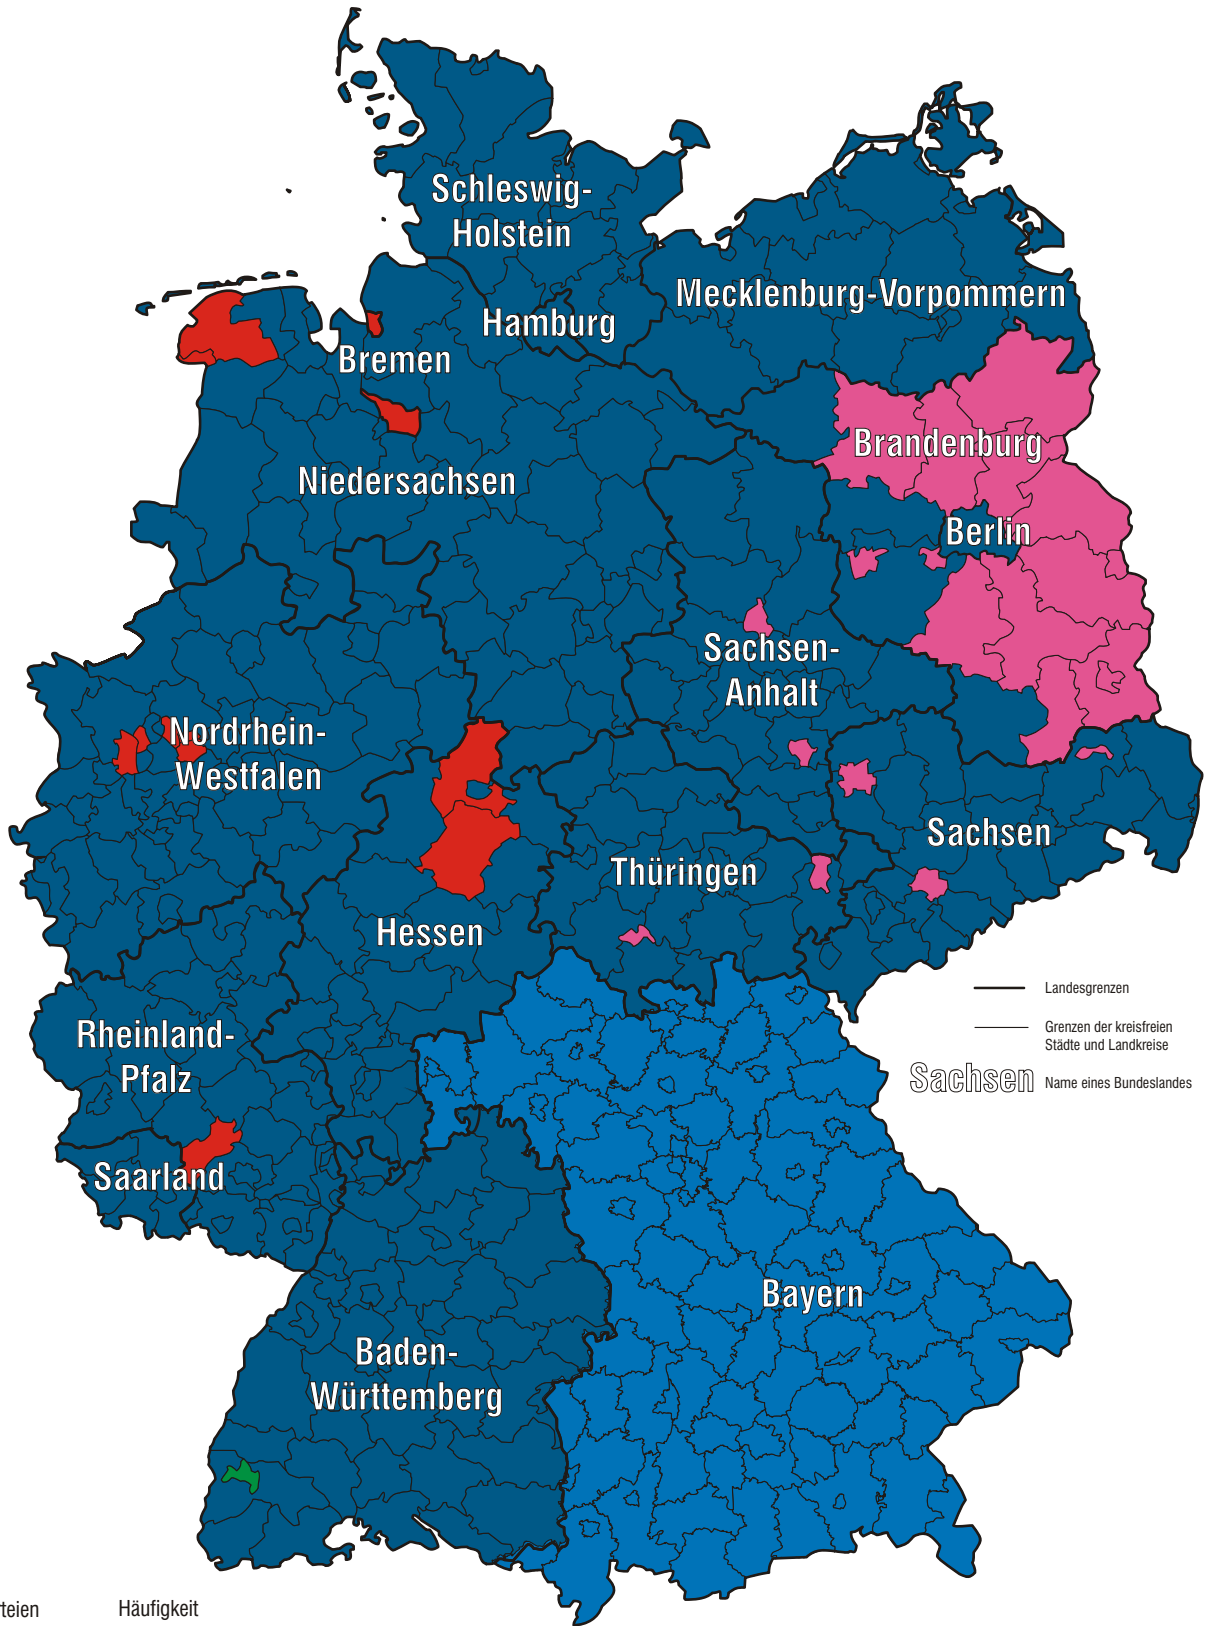 Schleswig-
Holstein
Mecklenburg-Vorpommern
Hamburg
Bremen
Brandenburg
Niedersachsen
Berlin
Sachsen-
Anhalt
Nordrhein-
Westfalen
Sachsen
Thüringen
Hessen
Landesgrenzen
Grenzen der kreisfreien
Städte und Landkreise
Sachsen Name eines Bundeslandes
Rheinland-
Pfalz
Saarland
Bayern
Baden-
Württemberg
teien Häufigkeit